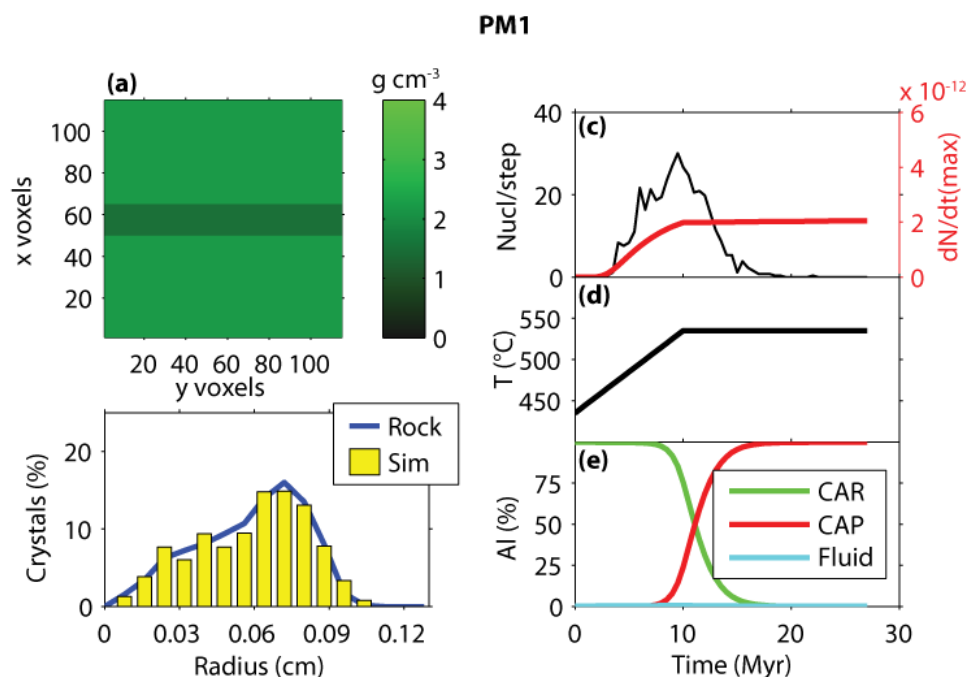 PM1
(a)
g cm-3
4
3
2
1
0
x voxels
100
80
60
40
20
20 40 60 80 100
y voxels
Rock
Sim
Crystals (%)
20
10
0
0 0.03 0.06 0.09 0.12
Radius (cm)
(c)
x 10-12
Nucl/step
40
20
0
6
4
2
0
dN/dt(max)
(d)
T (°C)
550
500
450
(e)
Al (%)
75
50
25
0
CAR
CAP
Fluid
0 10 20 30
Time (Myr)